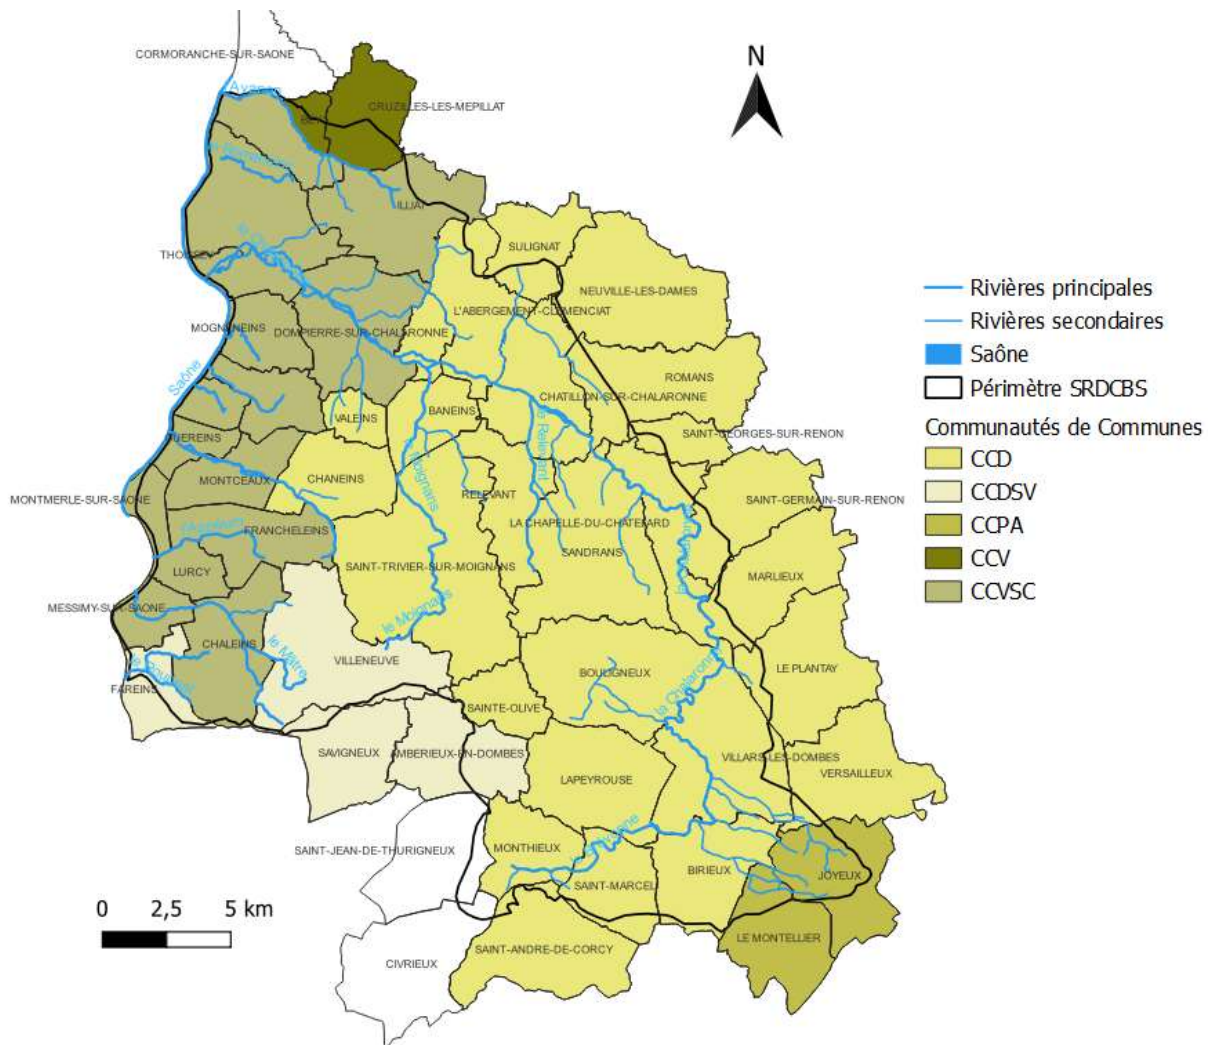 CORMORANCHE-SUR-SAONE
N
CRUZILLES-LES-MEPILLAT
ILLIAT
SULIGNAT
NEUVILLE-LES-DAMES
L'ABERGEMENT-CLEMENCIAT
MOGNENEINS
DOMPIERRE-SUR-CHALARONNE
Saône
ROMANS
CHATILLON-SUR-CHALARONNE
VALEINS
BANEINS
SAINT-GEORGES-SUR-RENON
le Relevant
CHANEINS
MONTCEAUX
RELEVANT
MONTMERLE-SUR-SAONE
SAINT-GERMAIN-SUR-RENON
LA CHAPELLE-DU-CHATELARD
FRANCHELEINS
SANDRANS
SAINT-TRIVIER-SUR-MOIGNANS
LURCY
MARLIEUX
MESSIMY-SUR-SAONE
le Moignans
CHALEINS
le Mâtre
VILLENEUVE
LE PLANTAY
BOULIGNEUX
FAREINS
la Chalaronne
SAINTE-OLIVE
SAVIGNEUX
AMBERIEUX-EN-DOMBES
VILLARS-LES-DOMBES
VERSAILLEUX
LAPEYROUSE
SAINT-JEAN-DE-THURIGNEUX
MONTHIEUX
BIRIEUX
JOYEUX
SAINT-MARCEL
LE MONTELLIER
SAINT-ANDRE-DE-CORCY
CIVRIEUX
0 2,5 5 km
Rivières principales
Rivières secondaires
Saône
Périmètre SRDCBS
Communautés de Communes
CCD
CCDSV
CCPA
CCV
CCVSC